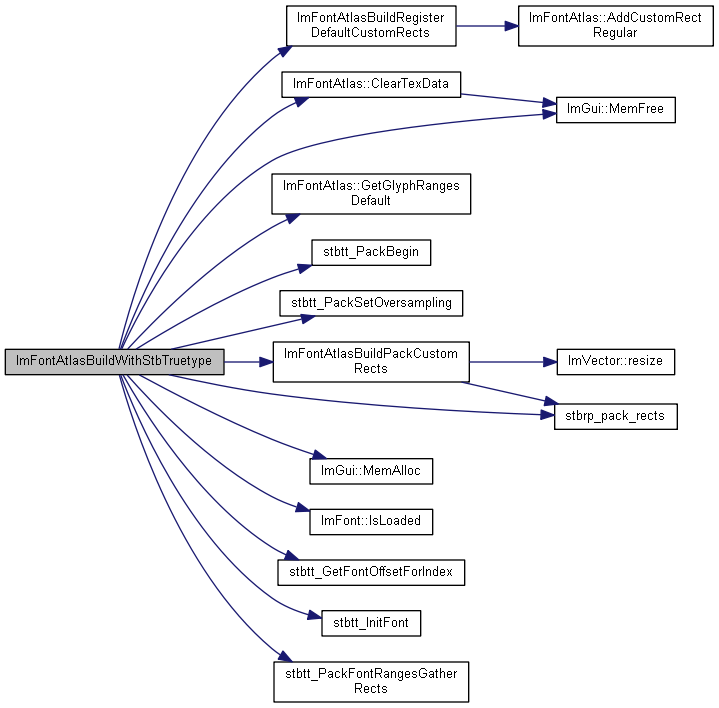 ImFontAtlasBuildRegister
DefaultCustomRects
ImFontAtlas::AddCustomRect
Regular
ImFontAtlas::ClearTexData
ImGui::MemFree
ImFontAtlas::GetGlyphRanges
Default
stbtt_PackBegin
stbtt_PackSetOversampling
ImFontAtlasBuildWithStbTruetype
ImFontAtlasBuildPackCustom
Rects
ImVector::resize
stbrp_pack_rects
ImGui::MemAlloc
ImFont::IsLoaded
stbtt_GetFontOffsetForIndex
stbtt_InitFont
stbtt_PackFontRangesGather
Rects